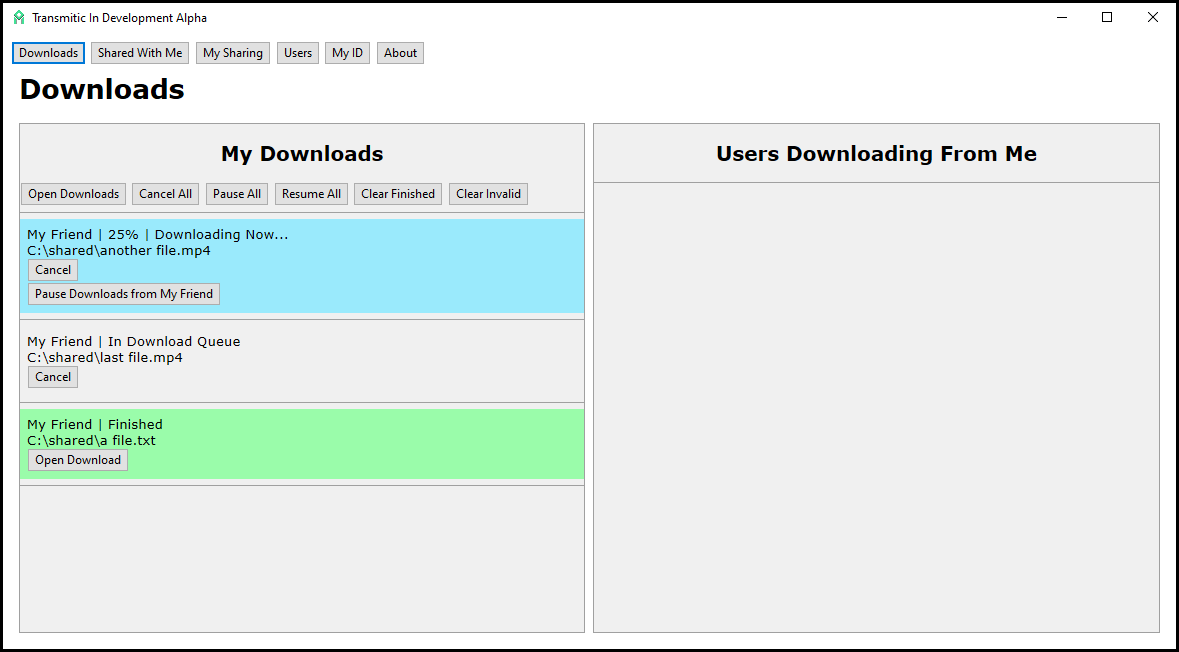 Transmitic In Development Alpha
Downloads Shared With Me My Sharing Users My ID About
Downloads
My Downloads
Open Downloads Cancel All Pause All Resume All Clear Finished Clear Invalid
My Friend | 25% | Downloading Now...
C:\shared\another file.mp4
Cancel
Pause Downloads from My Friend
My Friend | In Download Queue
C:\shared\last file.mp4
Cancel
My Friend | Finished
C:\shared\a file.txt
Open Download
Users Downloading From Me